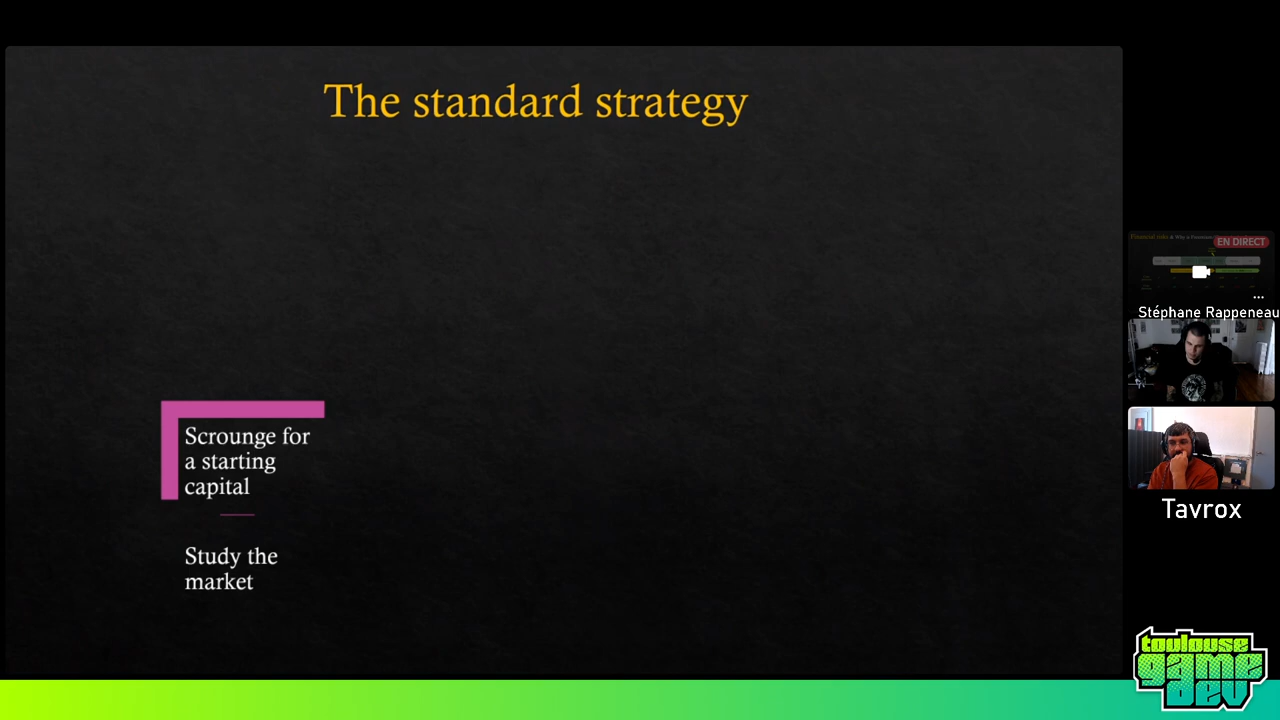 The standard strategy
Scrounge for
a starting
capital
Study the
market
EN DIRECT
...
Stéphane Rappeneau
Tavrox
toulouse
game
dev